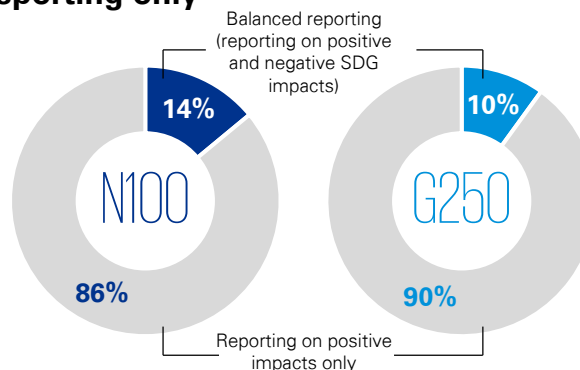 reporting only
Balanced reporting
(reporting on positive
and negative SDG
impacts)
14%
10%
N100
G250
86%
90%
Reporting on positive
impacts only